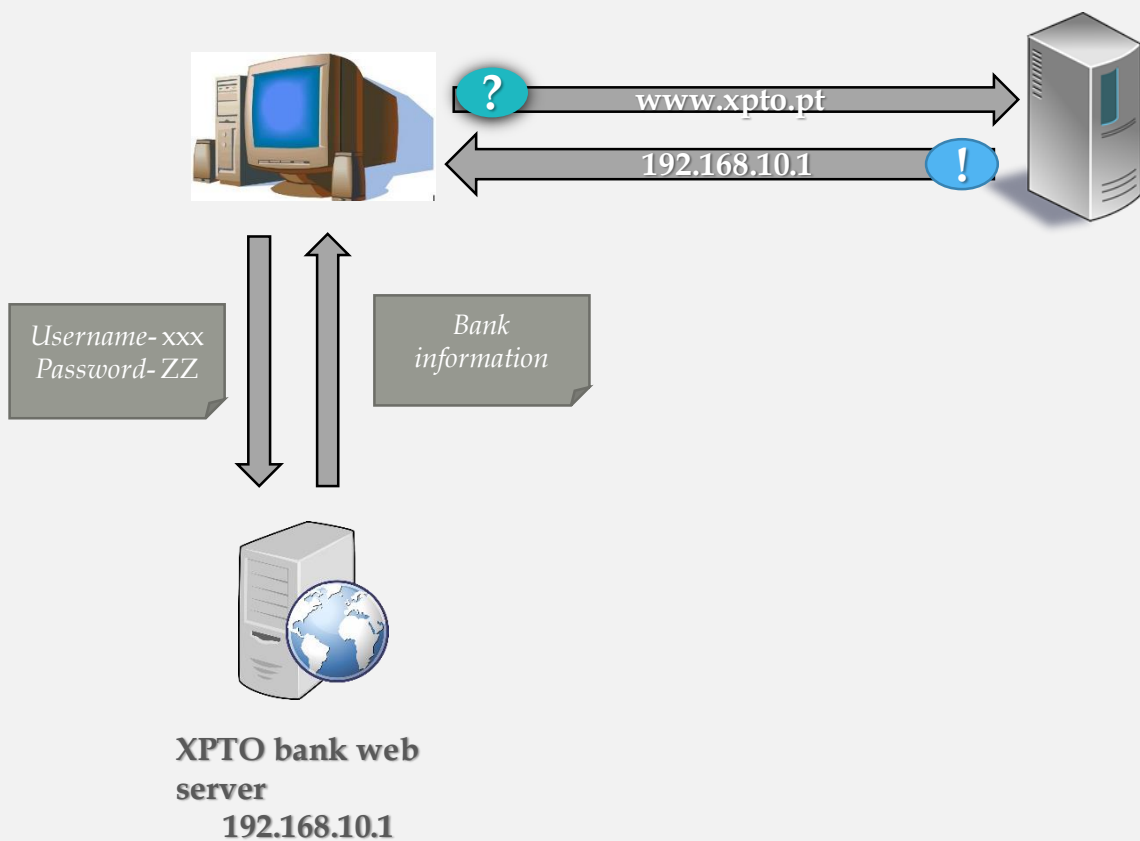 ?
www.xpto.pt
192.168.10.1
!
Username- xxx
Password- ZZ
Bank
information
XPTO bank web
server
192.168.10.1